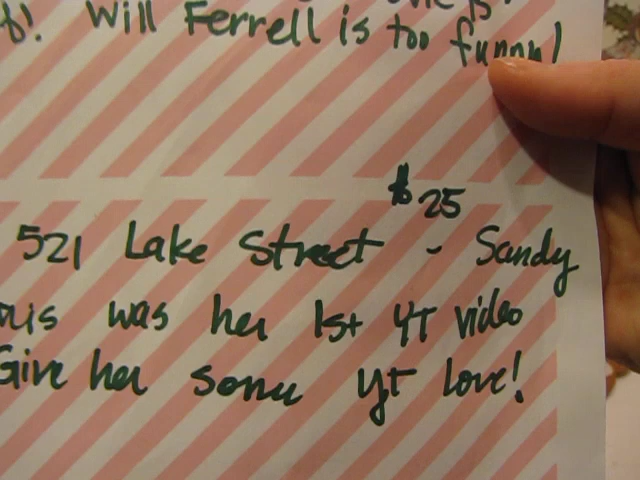 Will Ferrell is too funny!
$25
521 Lake Street - Sandy
was her 1st YT video
Give her some YT love!